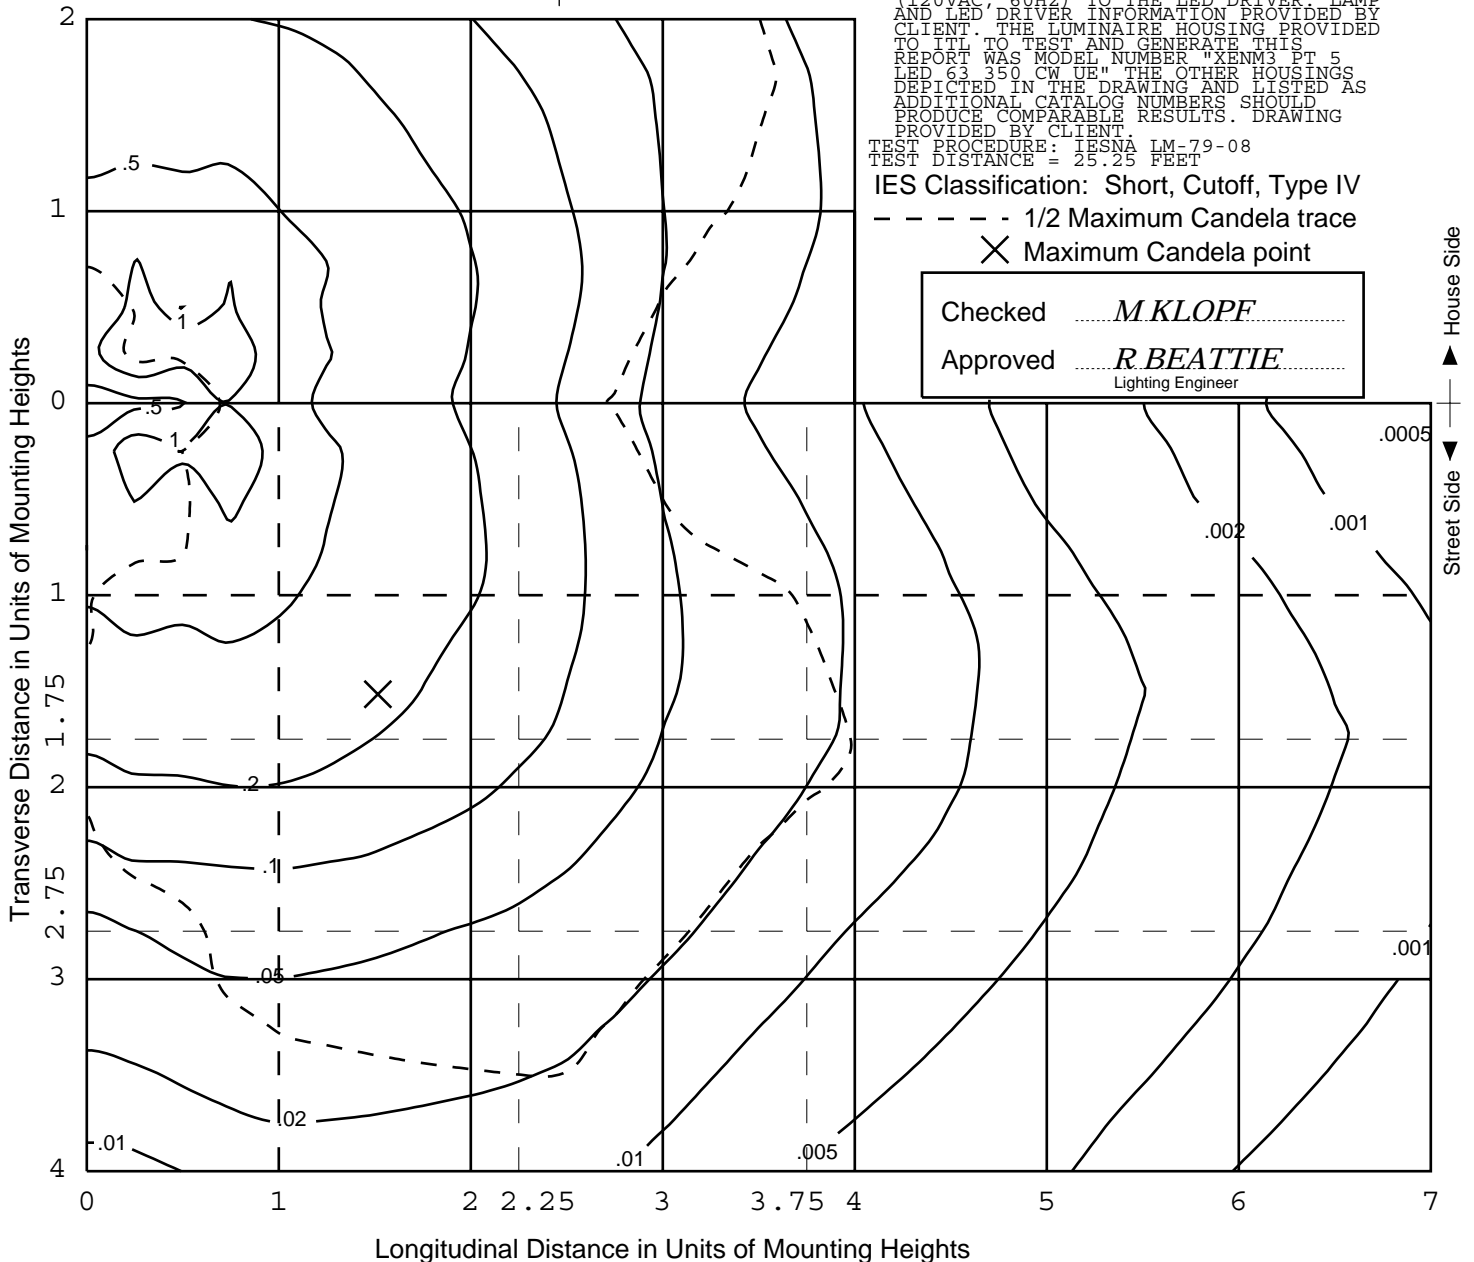 (120VAC, 60HZ) TO THE LED DRIVER. LAMP
AND LED DRIVER INFORMATION PROVIDED BY
CLIENT. THE LUMINAIRE HOUSING PROVIDED
TO ITL TO TEST AND GENERATE THIS
REPORT WAS MODEL NUMBER "XENM3 PT 5
LED 63 350 CW UE" THE OTHER HOUSINGS
DEPICTED IN THE DRAWING AND LISTED AS
ADDITIONAL CATALOG NUMBERS SHOULD
PRODUCE COMPARABLE RESULTS. DRAWING
PROVIDED BY CLIENT.
TEST PROCEDURE: IESNA LM-79-08
TEST DISTANCE = 25.25 FEET
IES Classification: Short, Cutoff, Type IV
1/2 Maximum Candela trace
Maximum Candela point
Checked M KLOPF
Approved R BEATTIE
Lighting Engineer
House Side
Street Side
Transverse Distance in Units of Mounting Heights
2
1
0
1
1.75
2
2.75
3
4
.5
.5
1
.5
1
.2
.1
.05
.02
.01
.01
.005
.0005
.002
.001
.001
0 1 2 2.25 3 3.75 4 5 6 7
Longitudinal Distance in Units of Mounting Heights